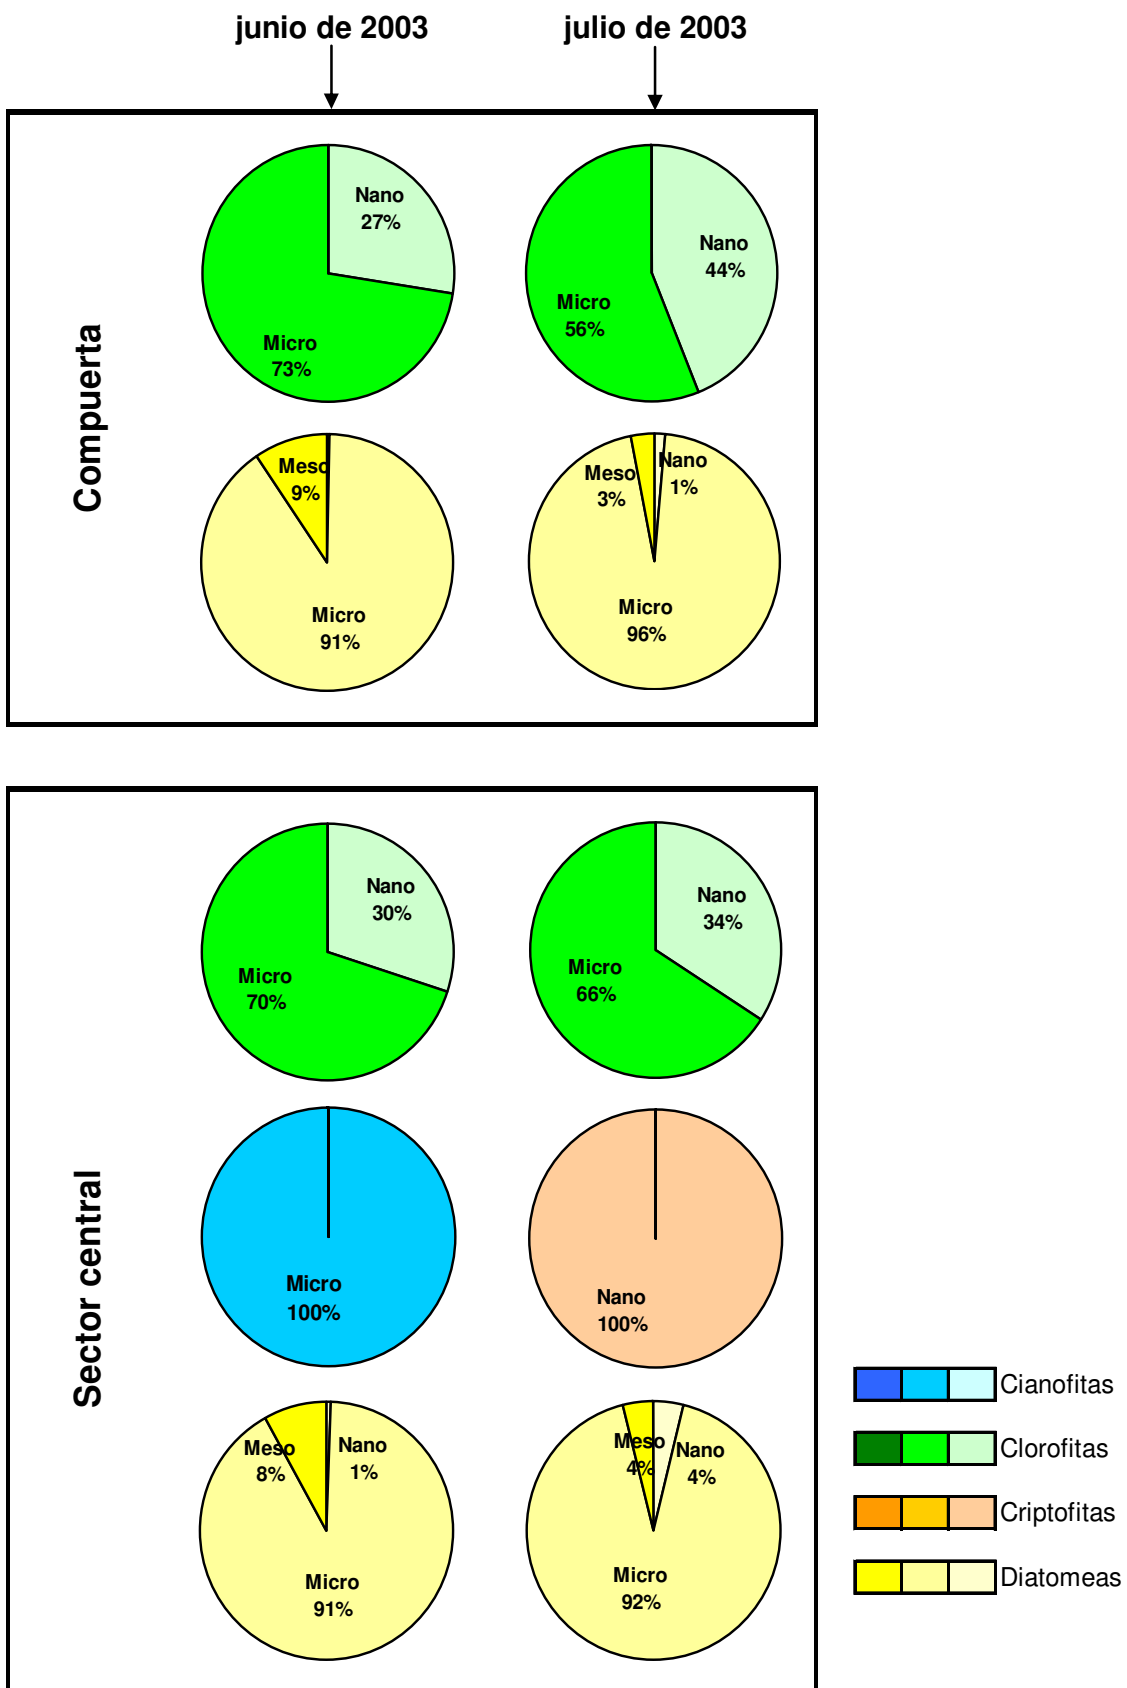 junio de 2003
julio de 2003
Compuerta
Nano
27%
Micro
73%
Nano
44%
Micro
56%
Meso
9%
Micro
91%
Meso
3%
Nano
1%
Micro
96%
Sector central
Nano
30%
Micro
70%
Nano
34%
Micro
66%
Micro
100%
Nano
100%
Meso
8%
Nano
1%
Micro
91%
Meso
4%
Nano
4%
Micro
92%
Cianofitas
Clorofitas
Criptofitas
Diatomeas